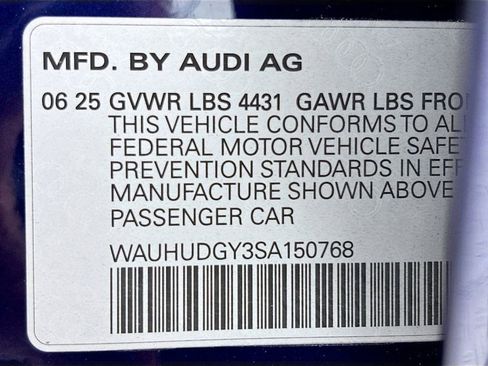 MFD. BY AUDI AG
06 25 GVWR LBS 4431 GAWR LBS FRO
THIS VEHICLE CONFORMS TO AL
FEDERAL MOTOR VEHICLE SAFET
PREVENTION STANDARDS IN EFF
MANUFACTURE SHOWN ABOVE
PASSENGER CAR
WAUHUDGY3SA150768